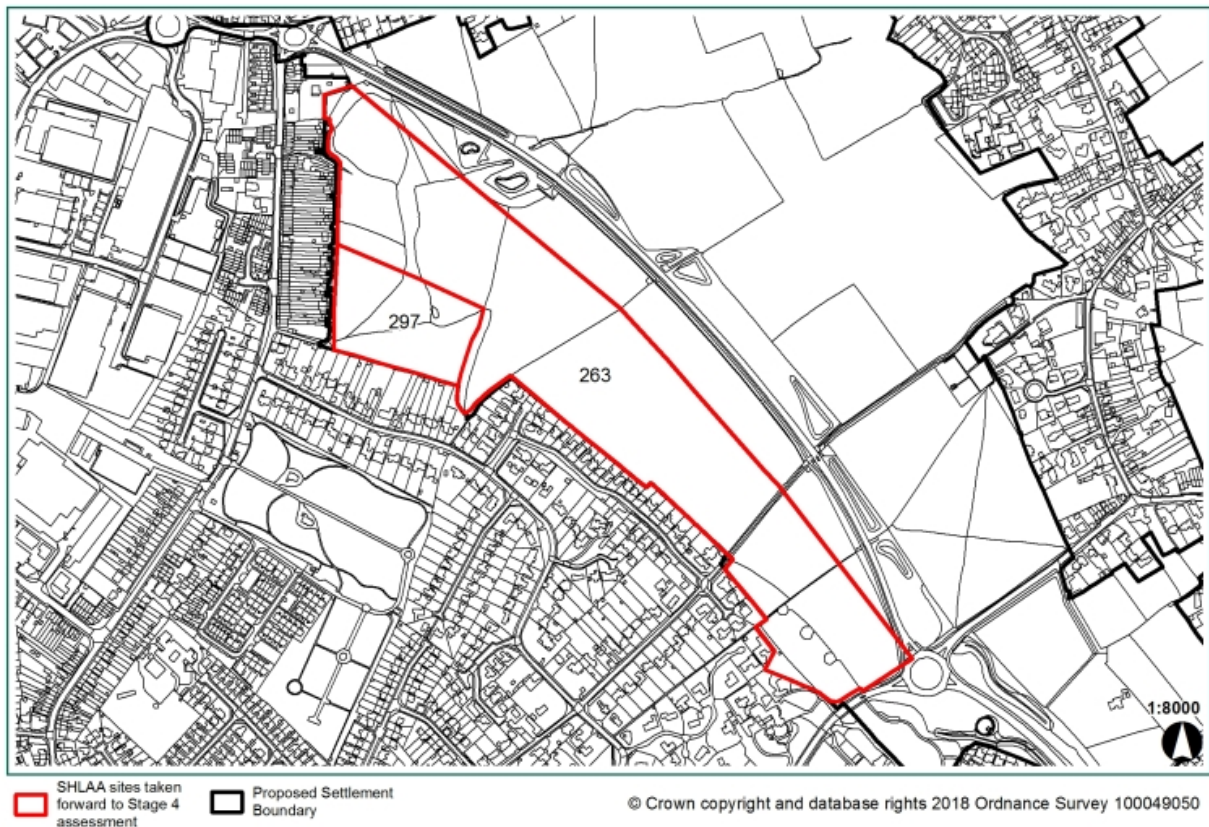 297
263
1:8000
SHLAA sites taken
forward to Stage 4
assessment
Proposed Settlement
Boundary
© Crown copyright and database rights 2018 Ordnance Survey 100049050